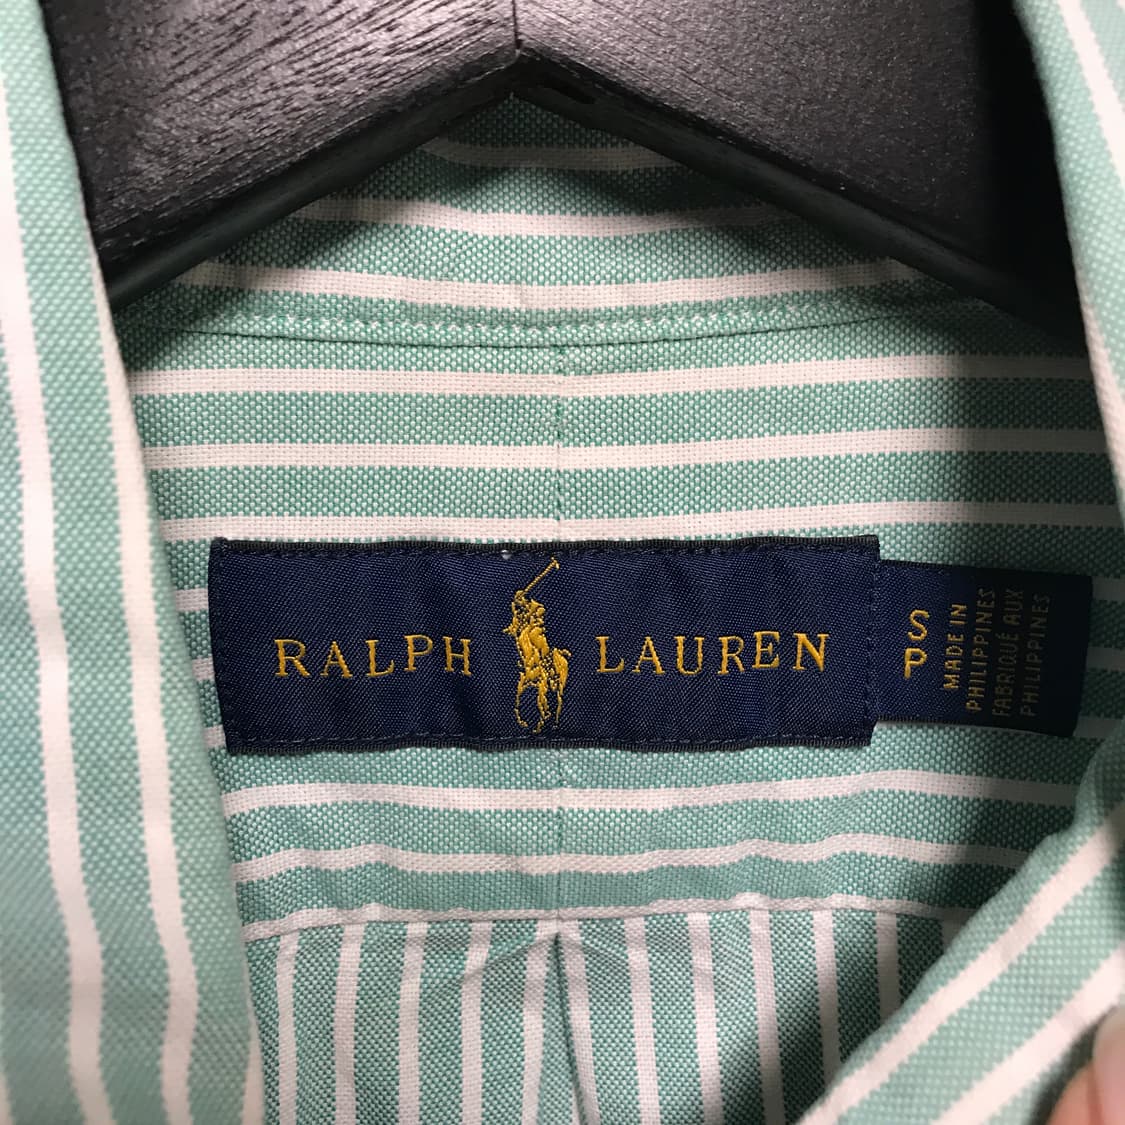 RALPH LAUREN
S
P
MADE IN
PHILIPPINES
FABRIQUÉ AUX
PHILIPPINES